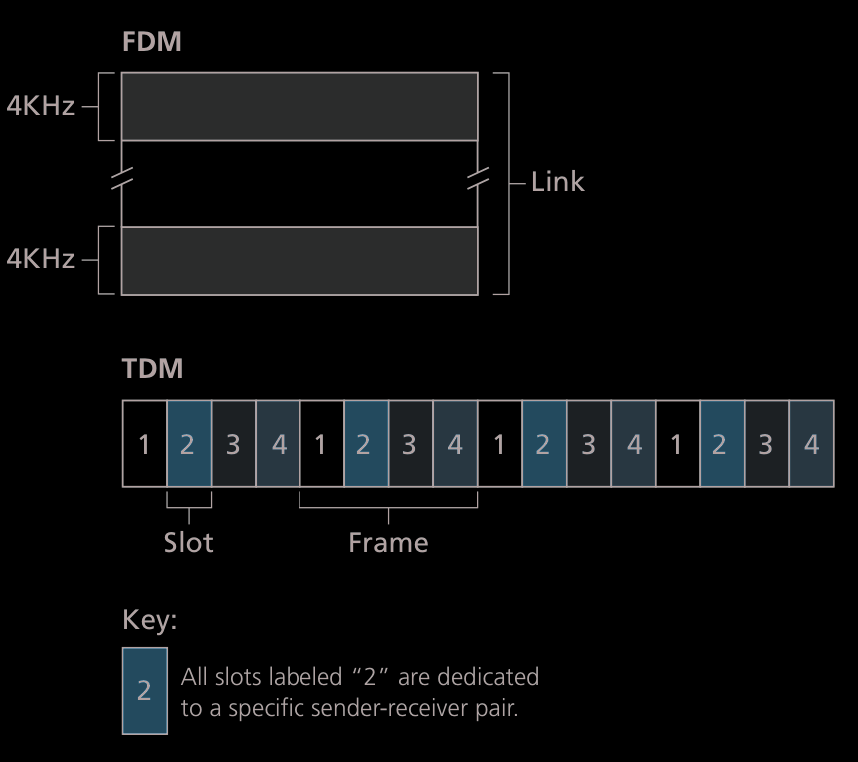 FDM
4KHz
Link
4KHz
TDM
1 2 3 4 1 2 3 4 1 2 3 4 1 2 3 4
Slot Frame
Key:
2
All slots labeled “2” are dedicated
to a specific sender-receiver pair.